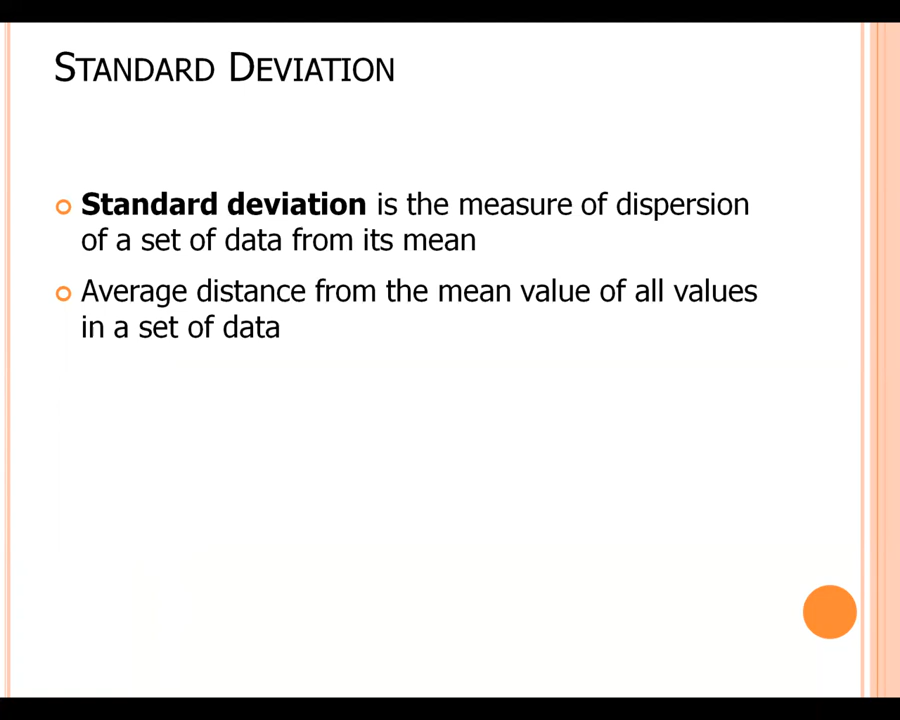 Standard Deviation
Standard deviation is the measure of dispersion
of a set of data from its mean
Average distance from the mean value of all values
in a set of data